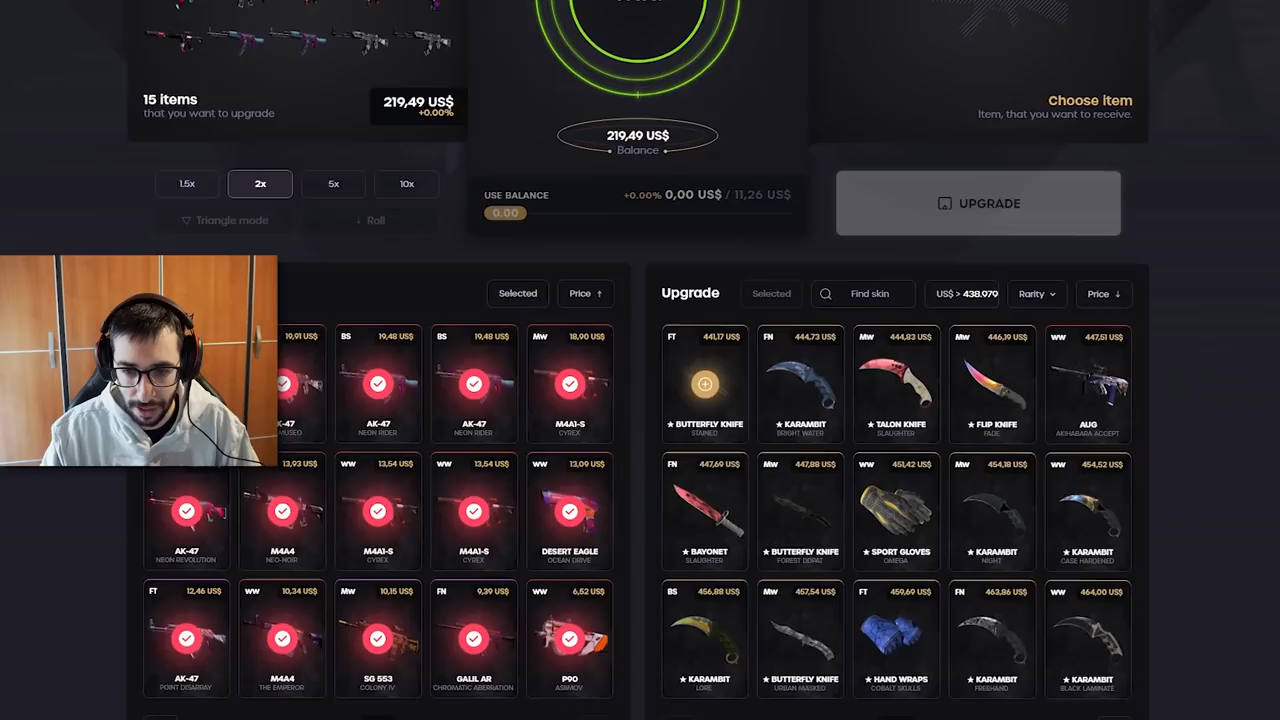 15 items
that you want to upgrade
219,49 US$
+0.00%
219,49 US$
Balance
Choose item
Item, that you want to receive.
1.5x
2x
5x
10x
Triangle mode
Roll
USE BALANCE
+0.00% 0,00 US$ / 11,26 US$
0.00
UPGRADE
Selected
Price ↑
19,91 US$
BS 19,48 US$
BS 19,48 US$
MW 18,90 US$
AK-47
NEON RIDER
AK-47
NEON RIDER
M4A1-S
CYREX
13,93 US$
WW 13,54 US$
WW 13,54 US$
WW 13,09 US$
AK-47
NEON REVOLUTION
M4A4
NEO-NOIR
M4A1-S
CYREX
M4A1-S
CYREX
DESERT EAGLE
OCEAN DRIVE
FT 12,46 US$
WW 10,34 US$
MW 10,15 US$
FN 9,39 US$
WW 6,52 US$
AK-47
POINT DISARRAY
M4A4
THE EMPEROR
SG 553
COLONY IV
GALIL AR
CHROMATIC ABERRATION
P90
ASIIMOV
Upgrade
Selected
Find skin
US$ > 438.979
Rarity
Price ↓
FT 441,17 US$
FN 444,73 US$
MW 444,83 US$
MW 446,19 US$
WW 447,51 US$
★ BUTTERFLY KNIFE
STAINED
★ KARAMBIT
BRIGHT WATER
★ TALON KNIFE
SLAUGHTER
★ FLIP KNIFE
FADE
AUG
AKIHABARA ACCEPT
FN 447,69 US$
MW 447,88 US$
WW 451,42 US$
MW 454,18 US$
WW 454,52 US$
★ BAYONET
SLAUGHTER
★ BUTTERFLY KNIFE
FOREST DDPAT
★ SPORT GLOVES
OMEGA
★ KARAMBIT
NIGHT
★ KARAMBIT
CASE HARDENED
BS 456,88 US$
MW 457,54 US$
FT 459,69 US$
FN 463,86 US$
WW 464,00 US$
★ KARAMBIT
LORE
★ BUTTERFLY KNIFE
URBAN MASKED
★ HAND WRAPS
COBALT SKULLS
★ KARAMBIT
FREEHAND
★ KARAMBIT
BLACK LAMINATE